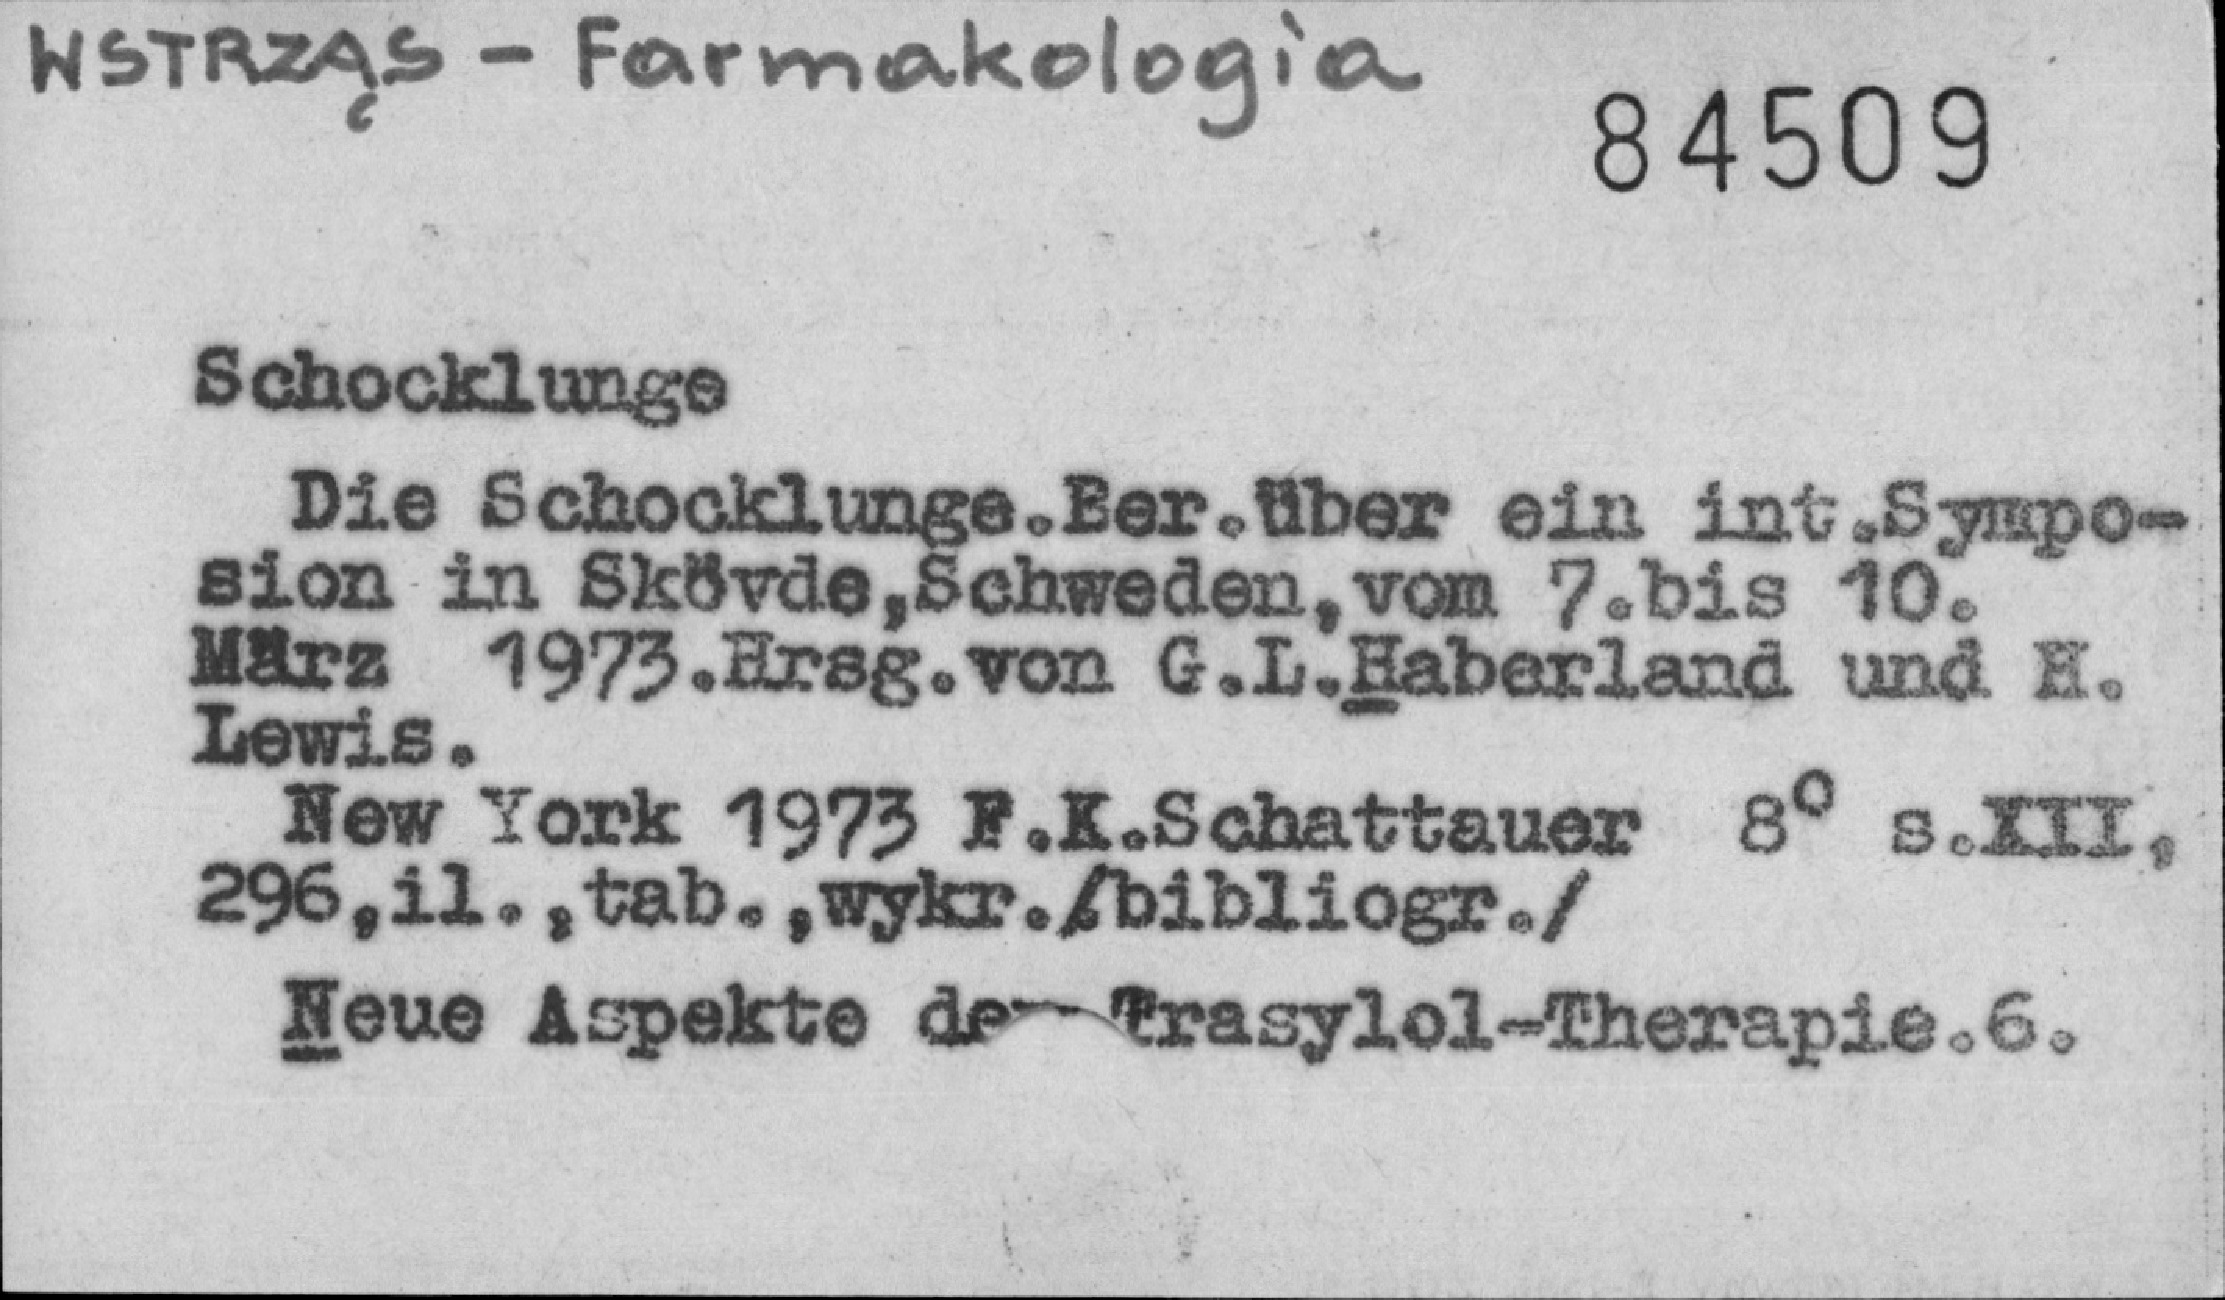 WSTRZĄS - Farmakologia
84509
Schocklunge
Die Schocklunge.Ber.über ein int.Sympo-
sion in Skövde,Schweden,vom 7.bis 10.
März 1973.Hrsg.von G.L.Haberland und H.
Lewis.
New York 1973 F.K.Schattauer 8⁰ s.XII,
296,il.,tab.,wykr./bibliogr./
Neue Aspekte der Trasylol-Therapie.6.